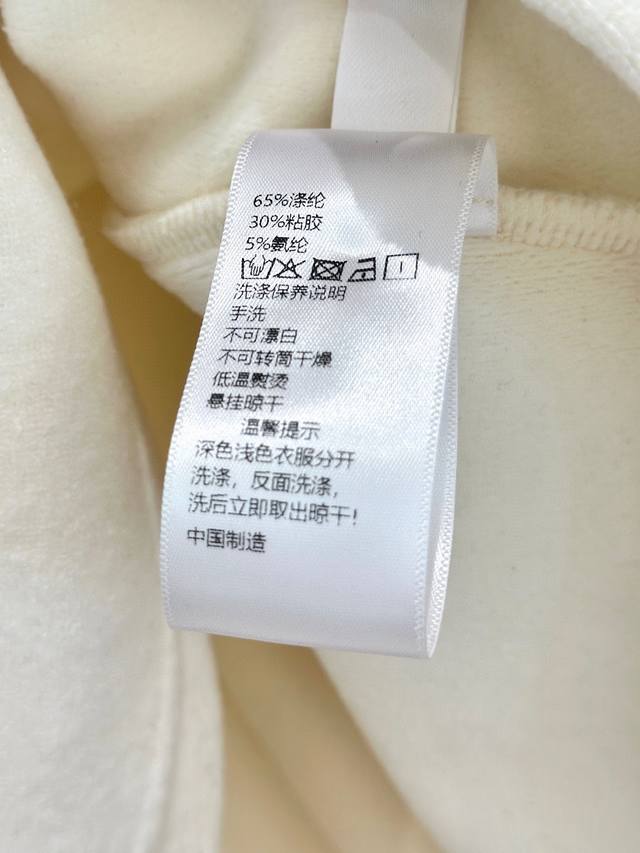 65%涤纶
30%粘胶
5%氨纶
洗涤保养说明
手洗
不可漂白
不可转筒干燥
低温熨烫
悬挂晾干
温馨提示
深色浅色衣服分开
洗涤，反面洗涤，
洗后立即取出晾干！
中国制造